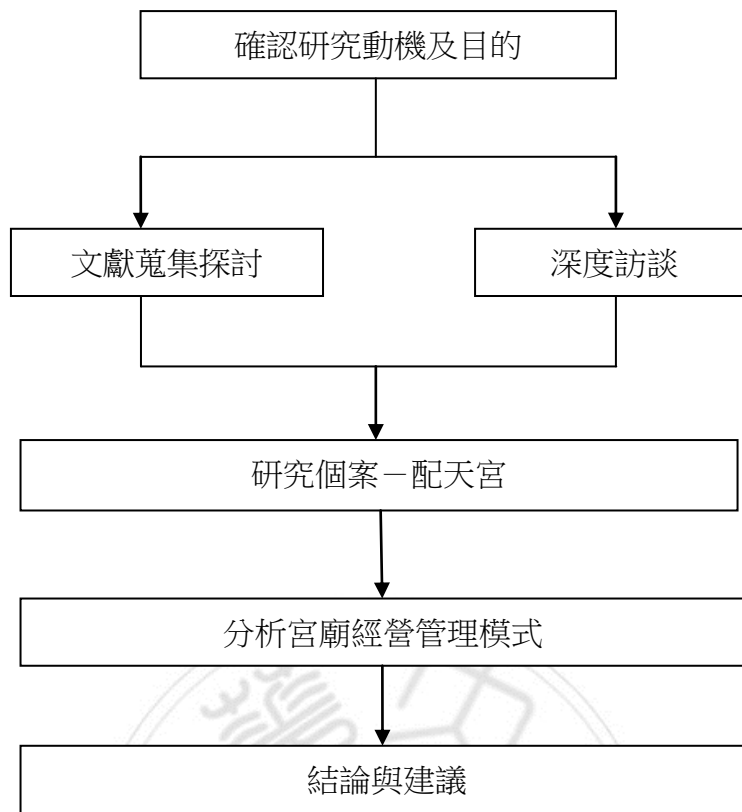 確認研究動機及目的
文獻蒐集探討
深度訪談
研究個案－配天宮
分析宮廟經營管理模式
結論與建議